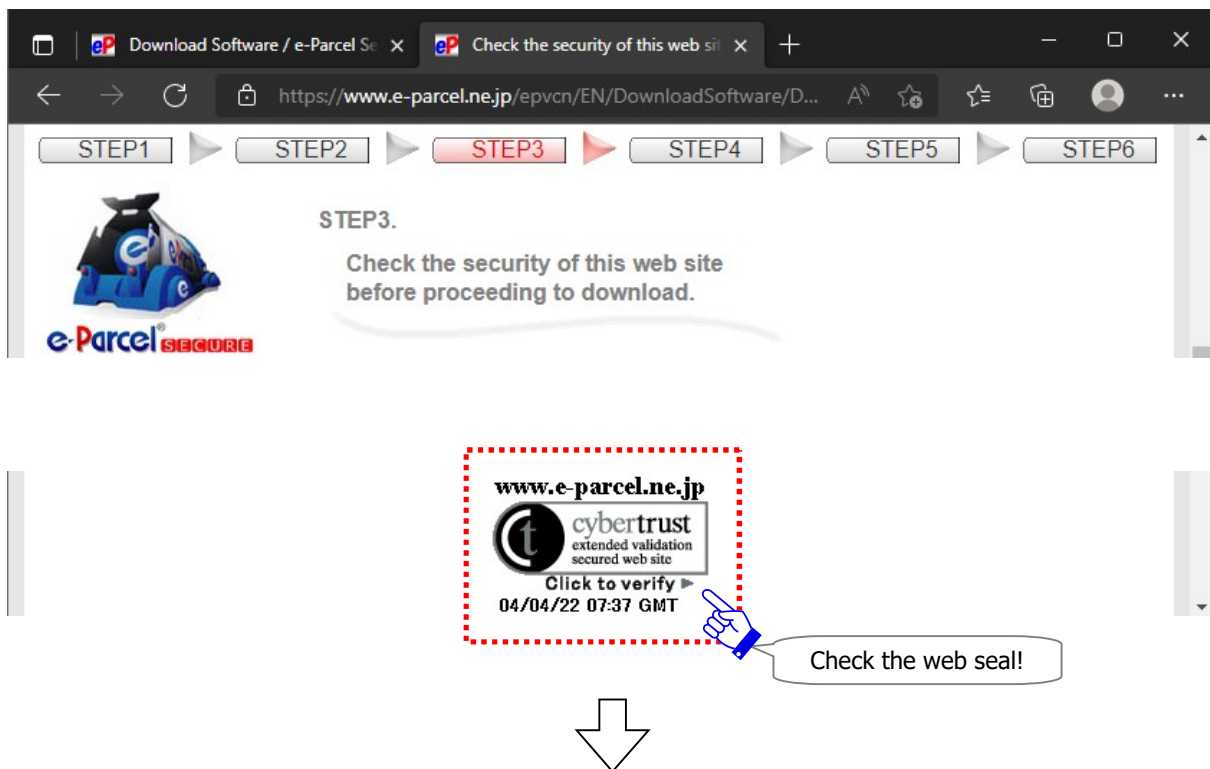 eP Download Software / e-Parcel Se eP Check the security of this web sit
https://www.e-parcel.ne.jp/epvcn/EN/DownloadSoftware/D...
STEP1 STEP2 STEP3 STEP4 STEP5 STEP6
STEP3.
Check the security of this web site
before proceeding to download.
e-Parcel® SECURE
www.e-parcel.ne.jp
cybertrust
extended validation
secured web site
Click to verify
04/04/22 07:37 GMT
Check the web seal!